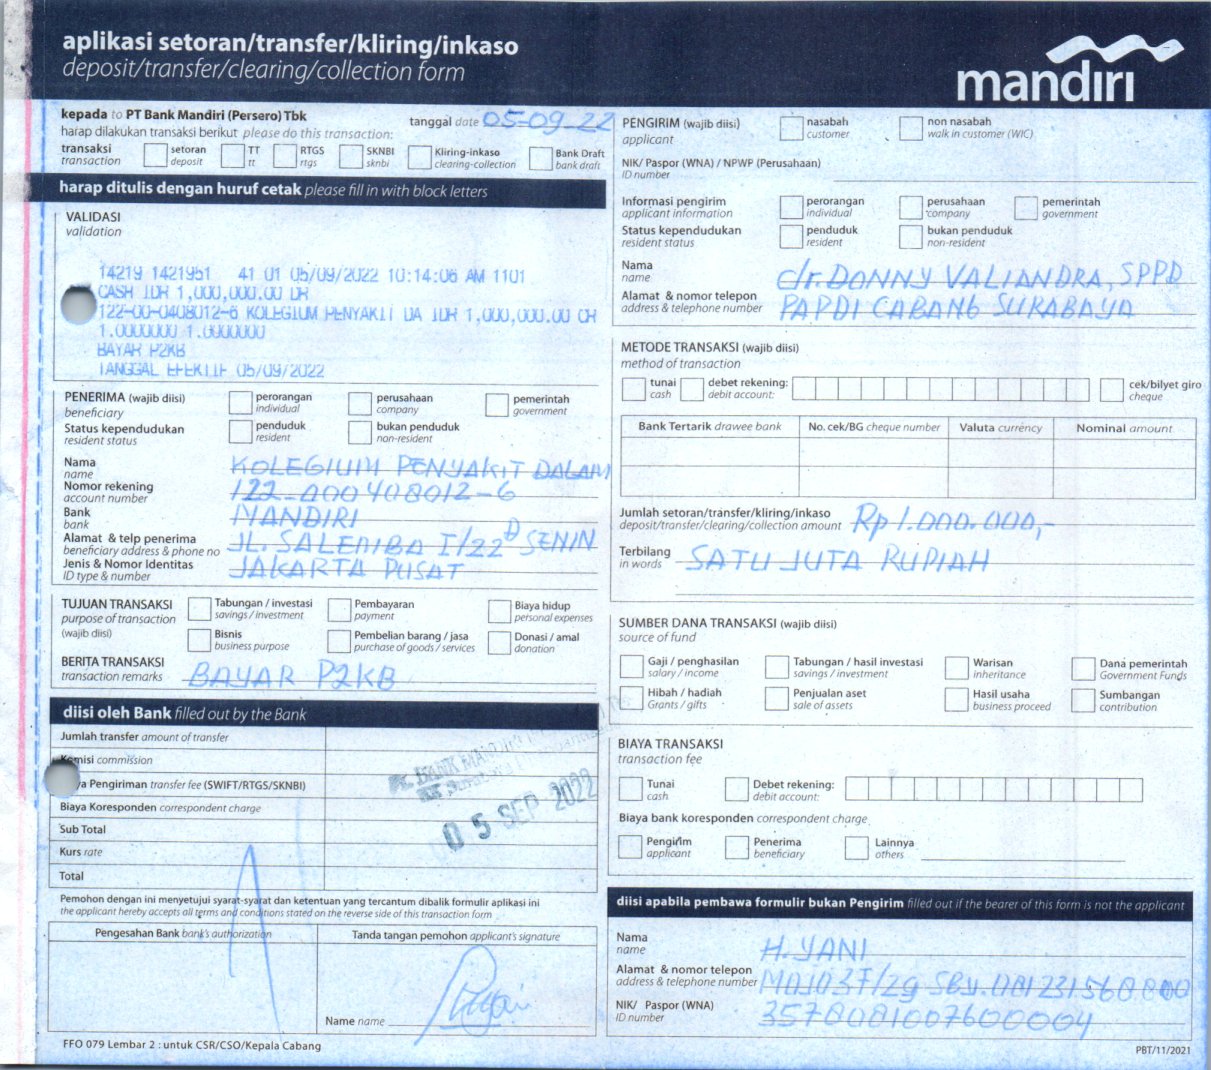 aplikasi setoran/transfer/kliring/inkaso
deposit/transfer/clearing/collection form
mandiri
kepada to PT Bank Mandiri (Persero) Tbk
tanggal date 05-09-22
harap dilakukan transaksi berikut please do this transaction:
transaksi transaction
setoran deposit
TT tt
RTGS rtgs
SKNBI sknbi
Kliring-inkaso clearing-collection
Bank Draft bank draft
harap ditulis dengan huruf cetak please fill in with block letters
VALIDASI
validation
14219 1421951 41 01 05/09/2022 10:14:06 AM 1101
CASH IDR 1,000,000.00 DR
122-00-0408012-6 KOLEGIUM PENYAKIT DA IDR 1,000,000.00 CR
1.0000000 1.0000000
BAYAR P2KB
TANGGAL EFEKTIF 05/09/2022
PENERIMA (wajib diisi)
beneficiary
perorangan individual
perusahaan company
pemerintah government
Status kependudukan
resident status
penduduk resident
bukan penduduk non-resident
Nama
name
KOLEGIUM PENYAKIT DALAM
Nomor rekening
account number
122-000408012-6
Bank
bank
MANDIRI
Alamat & telp penerima
beneficiary address & phone no
JL. SALEMBA I/22 D SENIN
Jenis & Nomor Identitas
ID type & number
JAKARTA PUSAT
TUJUAN TRANSAKSI
purpose of transaction
(wajib diisi)
Tabungan / investasi savings / investment
Pembayaran payment
Biaya hidup personal expenses
Bisnis business purpose
Pembelian barang / jasa purchase of goods / services
Donasi / amal donation
BERITA TRANSAKSI
transaction remarks
BAYAR P2KB
diisi oleh Bank filled out by the Bank
Jumlah transfer amount of transfer
Komisi commission
ya Pengiriman transfer fee (SWIFT/RTGS/SKNBI)
Biaya Koresponden correspondent charge
Sub Total
Kurs rate
Total
BANK MANDIRI
05 SEP 2022
Pemohon dengan ini menyetujui syarat-syarat dan ketentuan yang tercantum dibalik formulir aplikasi ini
the applicant hereby accepts all terms and conditions stated on the reverse side of this transaction form
Pengesahan Bank bank's authorization
Tanda tangan pemohon applicant's signature
Name name
FFO 079 Lembar 2 : untuk CSR/CSO/Kepala Cabang
PENGIRIM (wajib diisi)
applicant
nasabah customer
non nasabah walk in customer (WIC)
NIK/ Paspor (WNA) / NPWP (Perusahaan)
ID number
Informasi pengirim
applicant information
perorangan individual
perusahaan company
pemerintah government
Status kependudukan
resident status
penduduk resident
bukan penduduk non-resident
Nama
name
dr. DONNY VALIANDRA, SPPD
Alamat & nomor telepon
address & telephone number
PAPDI CABANG SURABAYA
METODE TRANSAKSI (wajib diisi)
method of transaction
tunai cash
debet rekening: debit account:
cek/bilyet giro cheque
Bank Tertarik drawee bank
No. cek/BG cheque number
Valuta currency
Nominal amount
Jumlah setoran/transfer/kliring/inkaso
deposit/transfer/clearing/collection amount
Rp 1.000.000,-
Terbilang
in words
SATU JUTA RUPIAH
SUMBER DANA TRANSAKSI (wajib diisi)
source of fund
Gaji / penghasilan salary / income
Tabungan / hasil investasi savings / investment
Warisan inheritance
Dana pemerintah Government Funds
Hibah / hadiah Grants / gifts
Penjualan aset sale of assets
Hasil usaha business proceed
Sumbangan contribution
BIAYA TRANSAKSI
transaction fee
Tunai cash
Debet rekening: debit account:
Biaya bank koresponden correspondent charge
Pengirim applicant
Penerima beneficiary
Lainnya others
diisi apabila pembawa formulir bukan Pengirim filled out if the bearer of this form is not the applicant
Nama
name
H. YANI
Alamat & nomor telepon
address & telephone number
MOJO 3F/29 SBY. 081231568800
NIK/ Paspor (WNA)
ID number
3578081007600004
PBT/11/2021